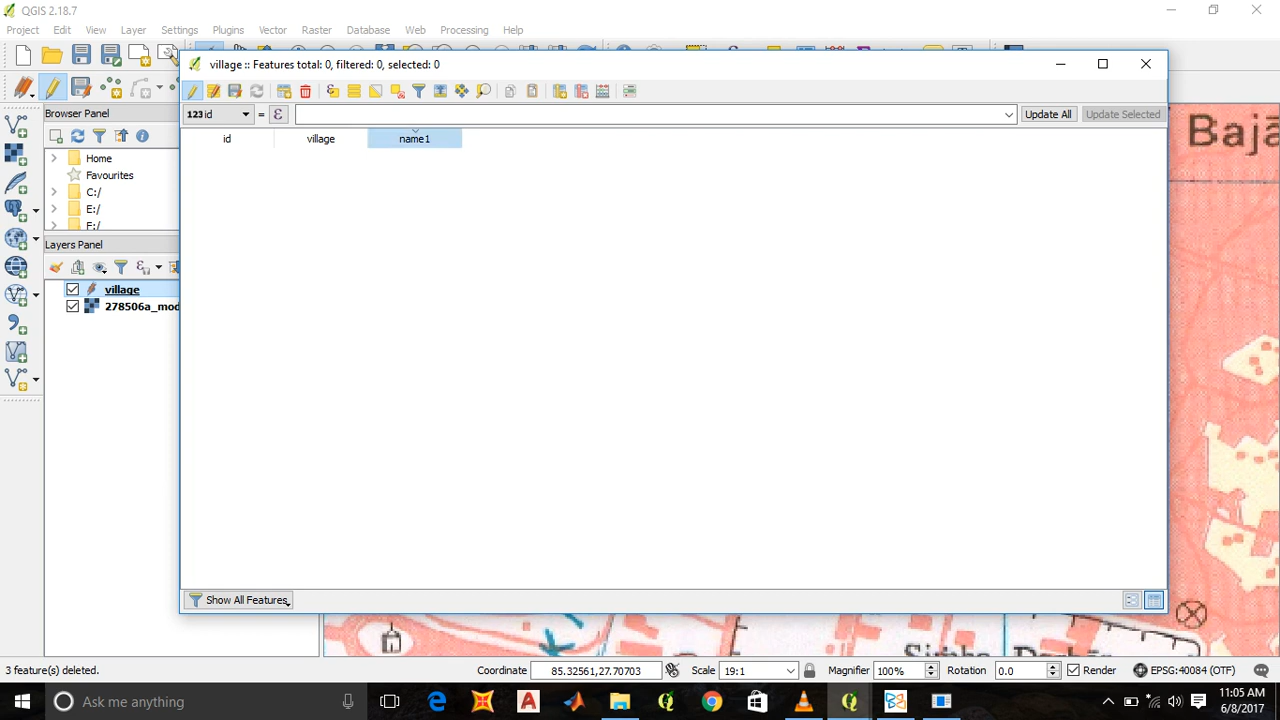 QGIS 2.18.7
Project Edit View Layer Settings Plugins Vector Raster Database Web Processing Help
village :: Features total: 0, filtered: 0, selected: 0
123 id = ε Update All Update Selected
id village name1
Browser Panel
Home
Favourites
C:/
E:/
F:/
Layers Panel
village
278506a_mod
Show All Features
3 feature(s) deleted.
Coordinate 85.32561,27.70703 Scale 19:1 Magnifier 100% Rotation 0.0 Render EPSG:40084 (OTF)
Ask me anything
11:05 AM
6/8/2017